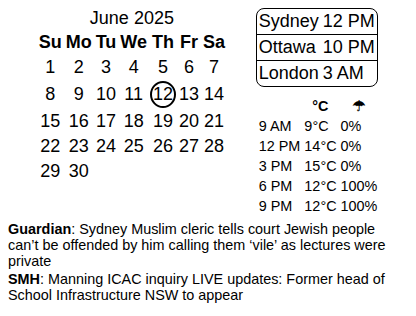 June 2025
Su Mo Tu We Th Fr Sa
1 2 3 4 5 6 7
8 9 10 11 12 13 14
15 16 17 18 19 20 21
22 23 24 25 26 27 28
29 30
Sydney 12 PM
Ottawa 10 PM
London 3 AM
°C ☂
9 AM 9°C 0%
12 PM 14°C 0%
3 PM 15°C 0%
6 PM 12°C 100%
9 PM 12°C 100%
Guardian: Sydney Muslim cleric tells court Jewish people
can’t be offended by him calling them ‘vile’ as lectures were
private
SMH: Manning ICAC inquiry LIVE updates: Former head of
School Infrastructure NSW to appear